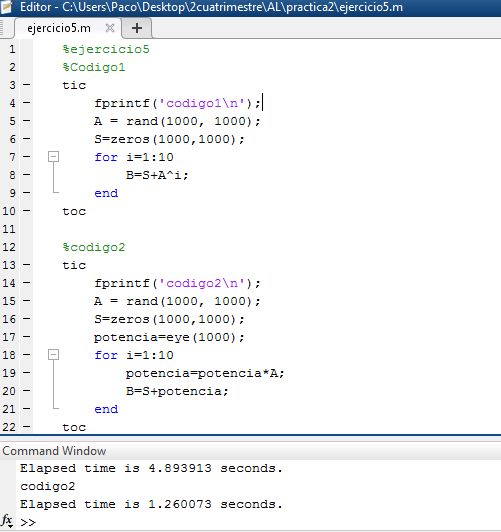 Editor - C:\Users\Paco\Desktop\2cuatrimestre\AL\practica2\ejercicio5.m
ejercicio5.m
1 %ejercicio5
2 %Codigo1
3 tic
4 fprintf('codigo1\n');
5 A = rand(1000, 1000);
6 S=zeros(1000,1000);
7 for i=1:10
8 B=S+A^i;
9 end
10 toc
11
12 %codigo2
13 tic
14 fprintf('codigo2\n');
15 A = rand(1000, 1000);
16 S=zeros(1000,1000);
17 potencia=eye(1000);
18 for i=1:10
19 potencia=potencia*A;
20 B=S+potencia;
21 end
22 toc
Command Window
Elapsed time is 4.893913 seconds.
codigo2
Elapsed time is 1.260073 seconds.
fx >>